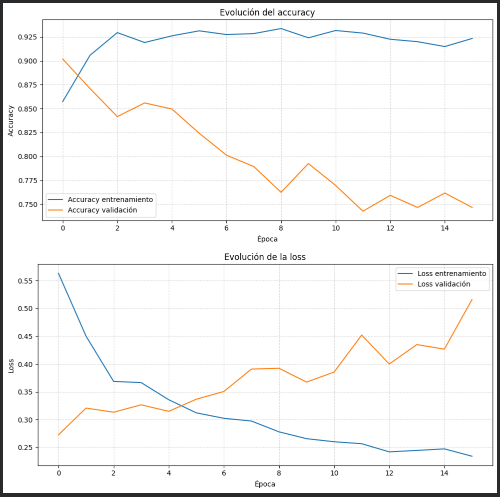 Evolución del accuracy
Accuracy
0.925
0.900
0.875
0.850
0.825
0.800
0.775
0.750
Accuracy entrenamiento
Accuracy validación
0 2 4 6 8 10 12 14
Época
Evolución de la loss
Loss
0.55
0.50
0.45
0.40
0.35
0.30
0.25
Loss entrenamiento
Loss validación
0 2 4 6 8 10 12 14
Época